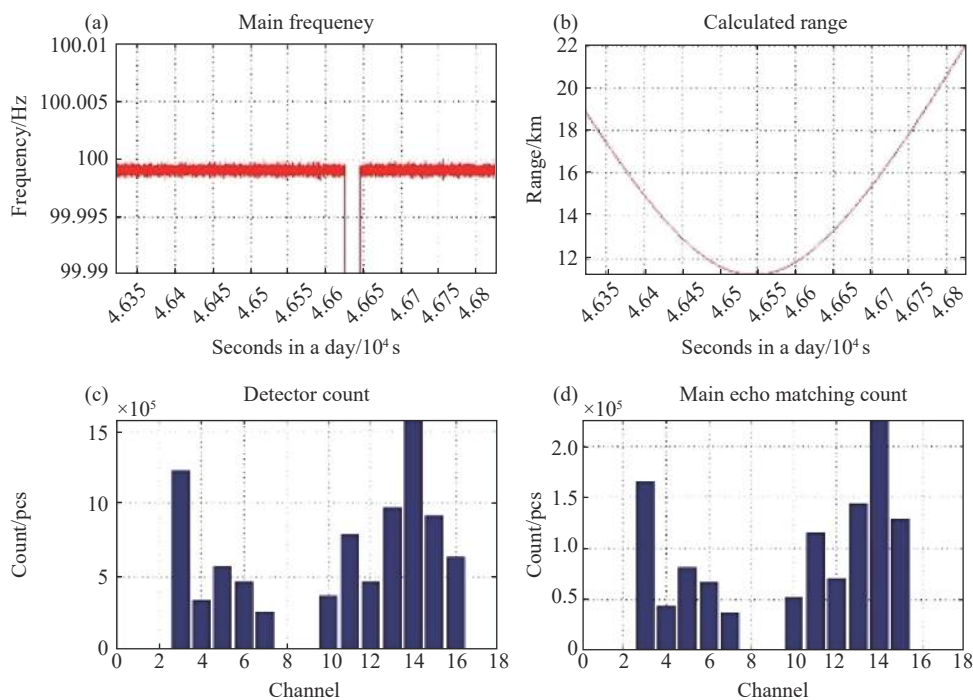 (a) Main frequeney
100.01
100.005
100
99.995
99.99
Frequency/Hz
4.635 4.64 4.645 4.65 4.655 4.66 4.665 4.67 4.675 4.68
Seconds in a day/10⁴ s
(b) Calculated range
22
20
18
16
14
12
Range/km
4.635 4.64 4.645 4.65 4.655 4.66 4.665 4.67 4.675 4.68
Seconds in a day/10⁴ s
(c) Detector count
×10⁵
15
10
5
0
Count/pcs
0 2 4 6 8 10 12 14 16 18
Channel
(d) Main echo matching count
×10⁵
2.0
1.5
1.0
0.5
0
Count/pcs
0 2 4 6 8 10 12 14 16 18
Channel